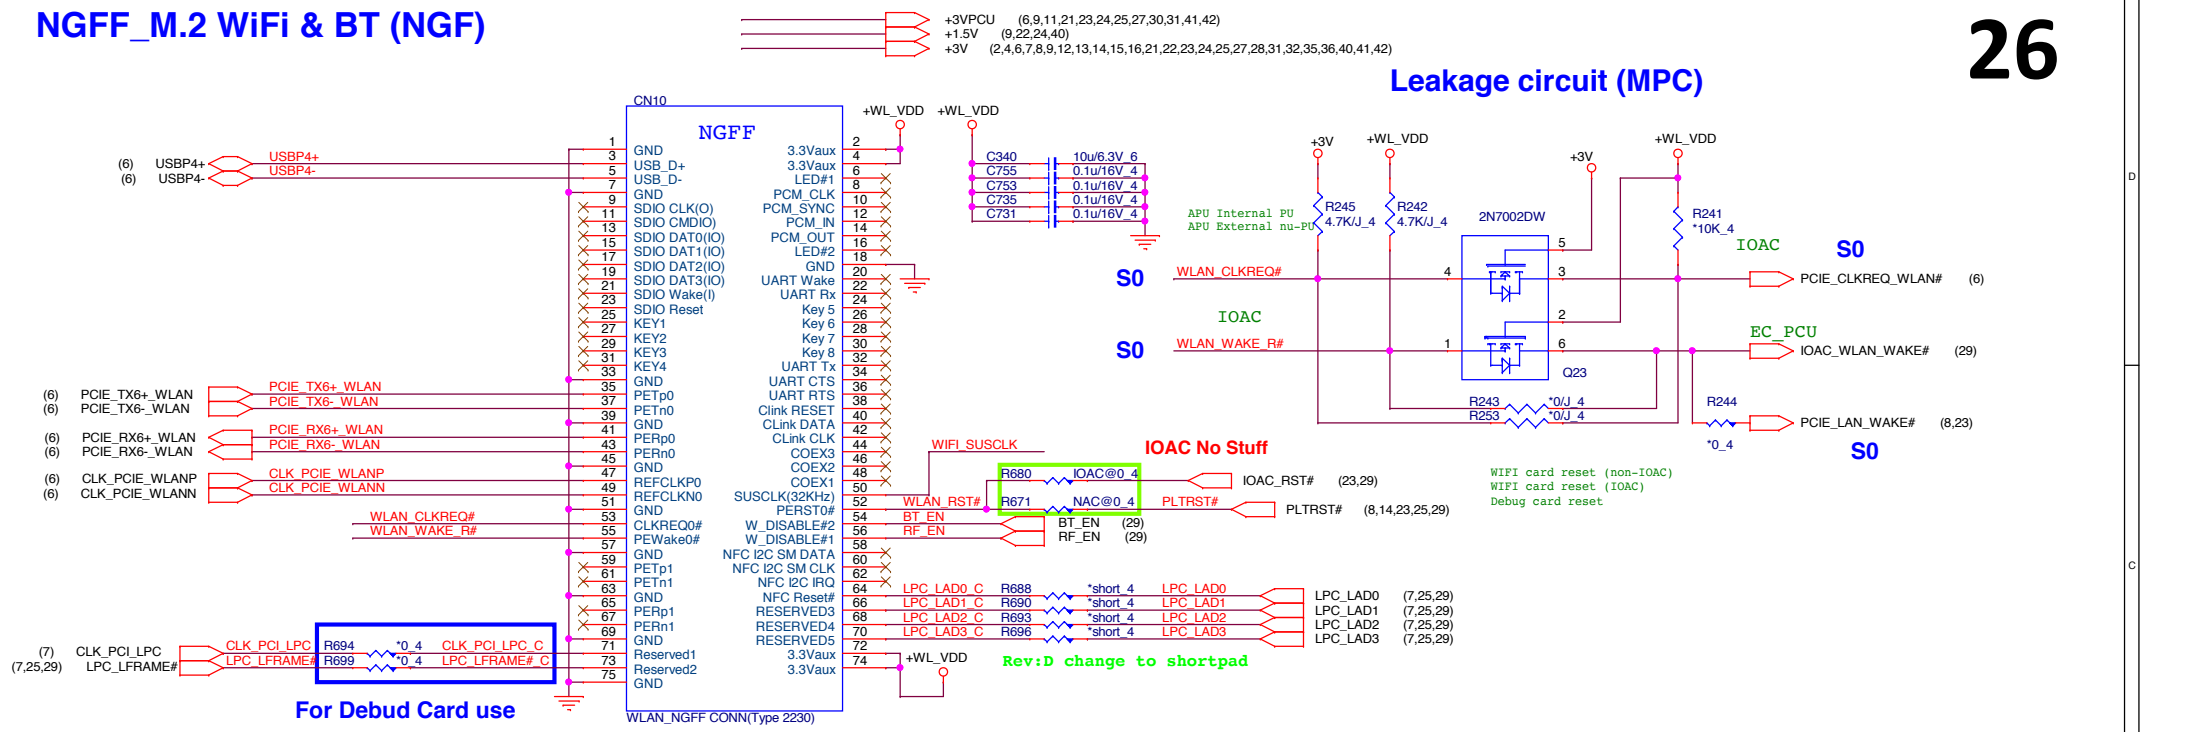 NGFF_M.2 WiFi & BT (NGF)
+3VPCU (6,9,11,21,23,24,25,27,30,31,41,42)
+1.5V (9,22,24,40)
+3V (2,4,6,7,8,9,12,13,14,15,16,21,22,23,24,25,27,28,31,32,35,36,40,41,42)
26
Leakage circuit (MPC)
D
C
CN10
NGFF
1 GND
3 USB_D+
5 USB_D-
7 GND
9 SDIO CLK(O)
11 SDIO CMDIO)
13 SDIO DAT0(IO)
15 SDIO DAT1(IO)
17 SDIO DAT2(IO)
19 SDIO DAT3(IO)
21 SDIO Wake(I)
23 SDIO Reset
25 KEY1
27 KEY2
29 KEY3
31 KEY4
33 GND
35 PETp0
37 PETn0
39 GND
41 PERp0
43 PERn0
45 GND
47 REFCLKP0
49 REFCLKN0
51 GND
53 CLKREQ0#
55 PEWake0#
57 GND
59 PETp1
61 PETn1
63 GND
65 PERp1
67 PERn1
69 GND
71 Reserved1
73 Reserved2
75 GND
3.3Vaux 2
3.3Vaux 4
LED#1 6
PCM_CLK 8
PCM_SYNC 10
PCM_IN 12
PCM_OUT 14
LED#2 16
GND 18
UART Wake 20
UART Rx 22
Key 5 24
Key 6 26
Key 7 28
Key 8 30
UART Tx 32
UART CTS 34
UART RTS 36
Clink RESET 38
CLink DATA 40
CLink CLK 42
COEX3 44
COEX2 46
COEX1 48
SUSCLK(32KHz) 50
PERST0# 52
W_DISABLE#2 54
W_DISABLE#1 56
NFC I2C SM DATA 58
NFC I2C SM CLK 60
NFC I2C IRQ 62
NFC Reset# 64
RESERVED3 66
RESERVED4 68
RESERVED5 70
3.3Vaux 72
3.3Vaux 74
WLAN_NGFF CONN(Type 2230)
(6) USBP4+ USBP4+
(6) USBP4- USBP4-
(6) PCIE_TX6+_WLAN PCIE_TX6+_WLAN
(6) PCIE_TX6-_WLAN PCIE_TX6-_WLAN
(6) PCIE_RX6+_WLAN PCIE_RX6+_WLAN
(6) PCIE_RX6-_WLAN PCIE_RX6-_WLAN
(6) CLK_PCIE_WLANP CLK_PCIE_WLANP
(6) CLK_PCIE_WLANN CLK_PCIE_WLANN
WLAN_CLKREQ#
WLAN_WAKE_R#
(7) CLK_PCI_LPC CLK_PCI_LPC R694 *0_4 CLK_PCI_LPC_C
(7,25,29) LPC_LFRAME# LPC_LFRAME# R699 *0_4 LPC_LFRAME#_C
For Debud Card use
+WL_VDD +WL_VDD
C340 10u/6.3V_6
C755 0.1u/16V_4
C753 0.1u/16V_4
C735 0.1u/16V_4
C731 0.1u/16V_4
WIFI_SUSCLK
IOAC No Stuff
R680 IOAC@0_4 IOAC_RST# (23,29)
WLAN_RST# R671 NAC@0_4 PLTRST# PLTRST# (8,14,23,25,29)
BT_EN BT_EN (29)
RF_EN RF_EN (29)
LPC_LAD0_C R688 *short_4 LPC_LAD0 LPC_LAD0 (7,25,29)
LPC_LAD1_C R690 *short_4 LPC_LAD1 LPC_LAD1 (7,25,29)
LPC_LAD2_C R693 *short_4 LPC_LAD2 LPC_LAD2 (7,25,29)
LPC_LAD3_C R696 *short_4 LPC_LAD3 LPC_LAD3 (7,25,29)
+WL_VDD
Rev:D change to shortpad
+3V +WL_VDD +3V +WL_VDD
APU Internal PU
APU External nu-PU
R245
4.7K/J_4
R242
4.7K/J_4
2N7002DW
R241
*10K_4
IOAC S0
S0 WLAN_CLKREQ# 4 5 3 PCIE_CLKREQ_WLAN# (6)
IOAC
2
EC_PCU
S0 WLAN_WAKE_R# 1 6 IOAC_WLAN_WAKE# (29)
Q23
R243 *0/J_4
R253 *0/J_4
R244
*0_4
PCIE_LAN_WAKE# (8,23)
S0
WIFI card reset (non-IOAC)
WIFI card reset (IOAC)
Debug card reset